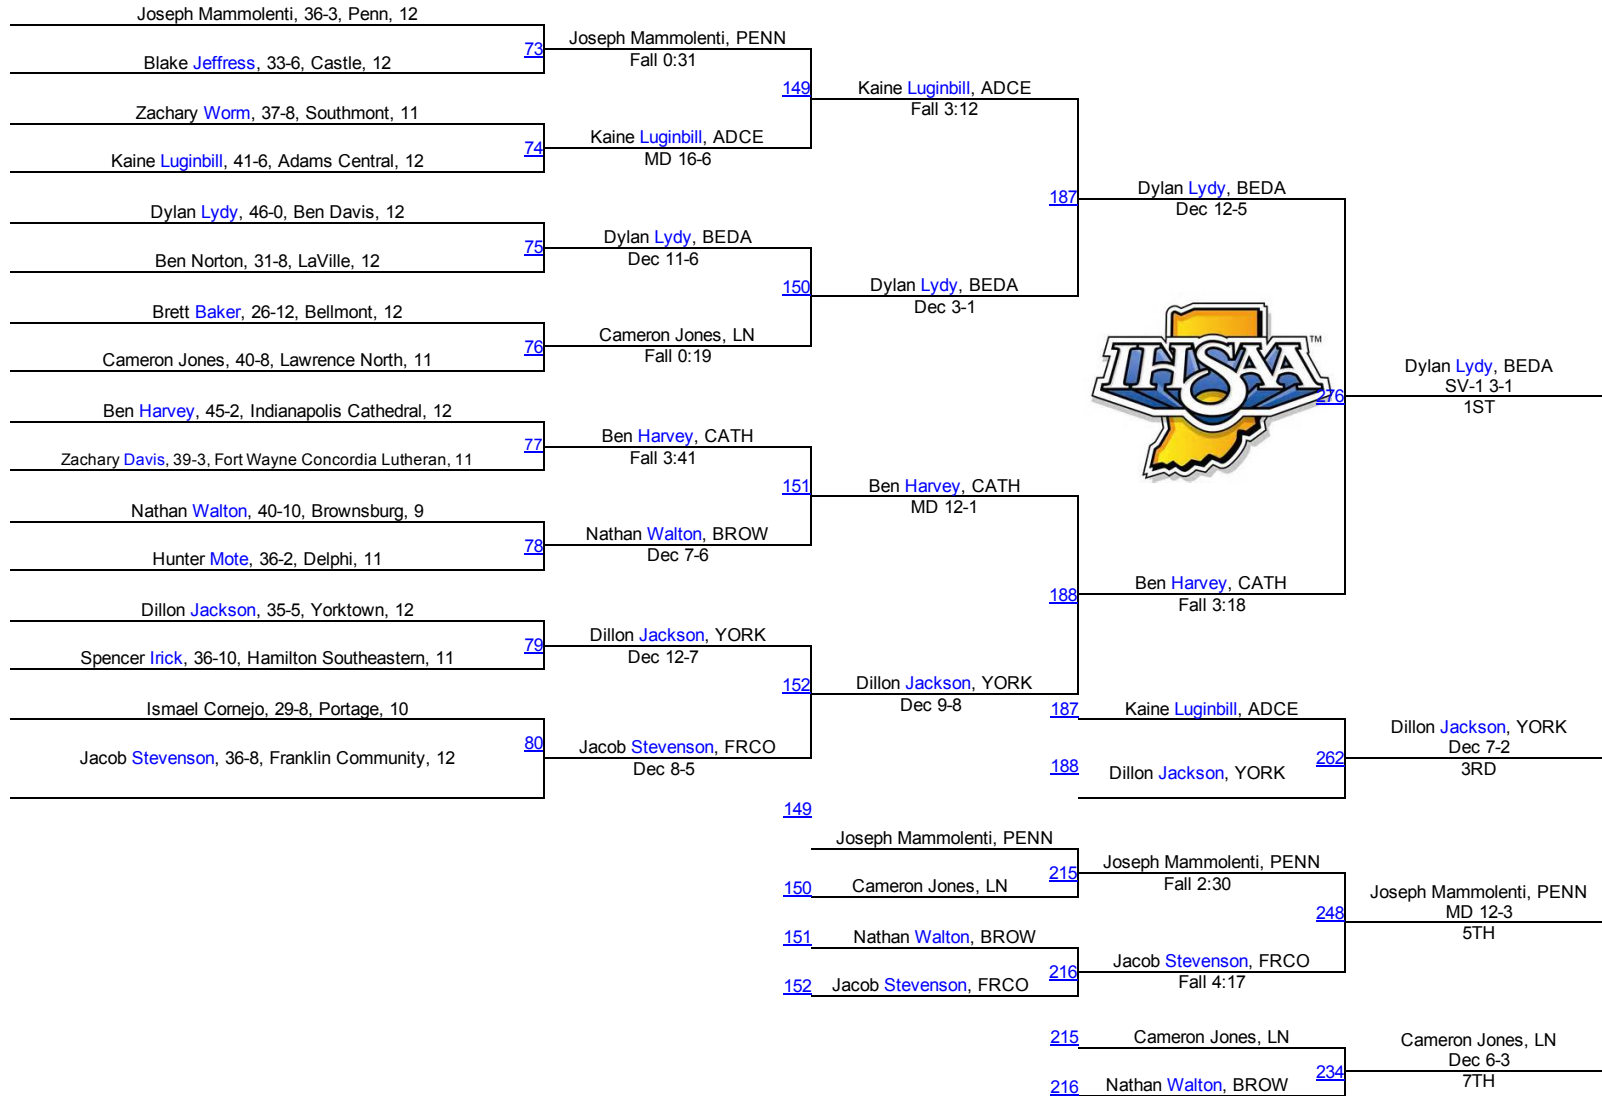 Joseph Mammolenti, 36-3, Penn, 12
73
Blake Jeffress, 33-6, Castle, 12
Joseph Mammolenti, PENN
Fall 0:31
Zachary Worm, 37-8, Southmont, 11
74
Kaine Luginbill, 41-6, Adams Central, 12
149
Kaine Luginbill, ADCE
MD 16-6
Kaine Luginbill, ADCE
Fall 3:12
Dylan Lydy, 46-0, Ben Davis, 12
75
Ben Norton, 31-8, LaVille, 12
Dylan Lydy, BEDA
Dec 11-6
Brett Baker, 26-12, Bellmont, 12
76
Cameron Jones, 40-8, Lawrence North, 11
150
Cameron Jones, LN
Fall 0:19
Dylan Lydy, BEDA
Dec 3-1
187
Dylan Lydy, BEDA
Dec 12-5
Ben Harvey, 45-2, Indianapolis Cathedral, 12
77
Zachary Davis, 39-3, Fort Wayne Concordia Lutheran, 11
Ben Harvey, CATH
Fall 3:41
Nathan Walton, 40-10, Brownsburg, 9
78
Hunter Mote, 36-2, Delphi, 11
151
Nathan Walton, BROW
Dec 7-6
Ben Harvey, CATH
MD 12-1
Dillon Jackson, 35-5, Yorktown, 12
79
Spencer Irick, 36-10, Hamilton Southeastern, 11
Dillon Jackson, YORK
Dec 12-7
Ismael Cornejo, 29-8, Portage, 10
80
Jacob Stevenson, 36-8, Franklin Community, 12
152
Jacob Stevenson, FRCO
Dec 8-5
Dillon Jackson, YORK
Dec 9-8
188
Ben Harvey, CATH
Fall 3:18
IHSAA™
276
Dylan Lydy, BEDA
SV-1 3-1
1ST
187
Kaine Luginbill, ADCE
188
Dillon Jackson, YORK
262
Dillon Jackson, YORK
Dec 7-2
3RD
149
Joseph Mammolenti, PENN
150
Cameron Jones, LN
215
Joseph Mammolenti, PENN
Fall 2:30
151
Nathan Walton, BROW
152
Jacob Stevenson, FRCO
216
Jacob Stevenson, FRCO
Fall 4:17
248
Joseph Mammolenti, PENN
MD 12-3
5TH
215
Cameron Jones, LN
216
Nathan Walton, BROW
234
Cameron Jones, LN
Dec 6-3
7TH